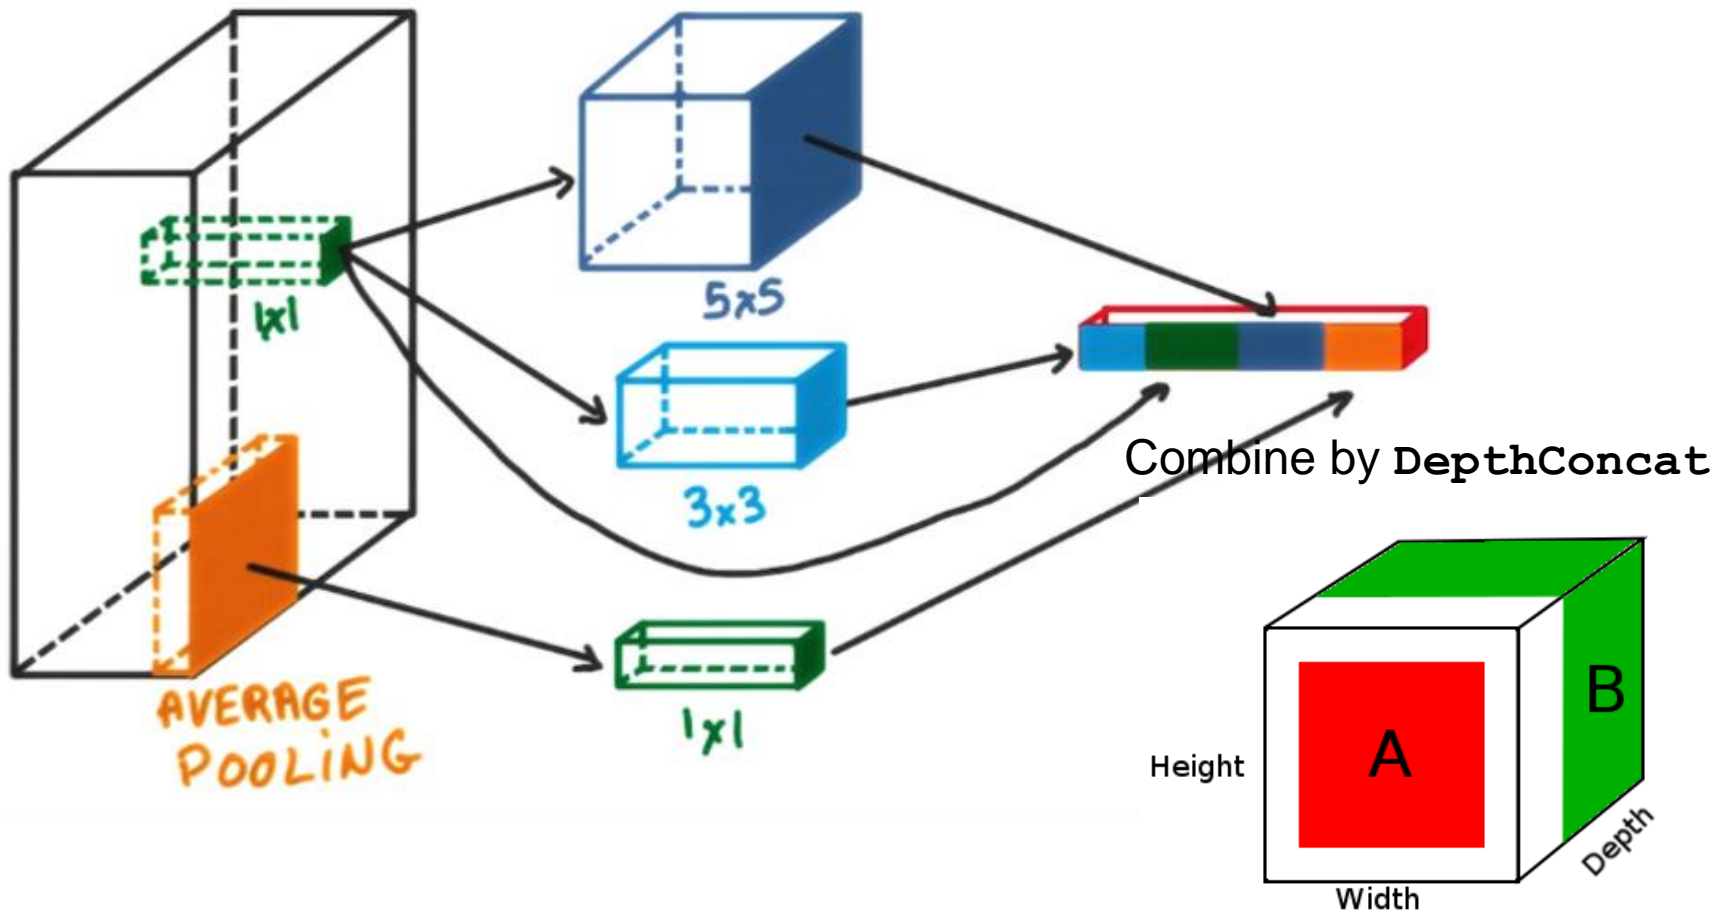 1x1
5x5
3x3
Combine by DepthConcat
AVERAGE
POOLING
1x1
A
B
Height
Depth
Width